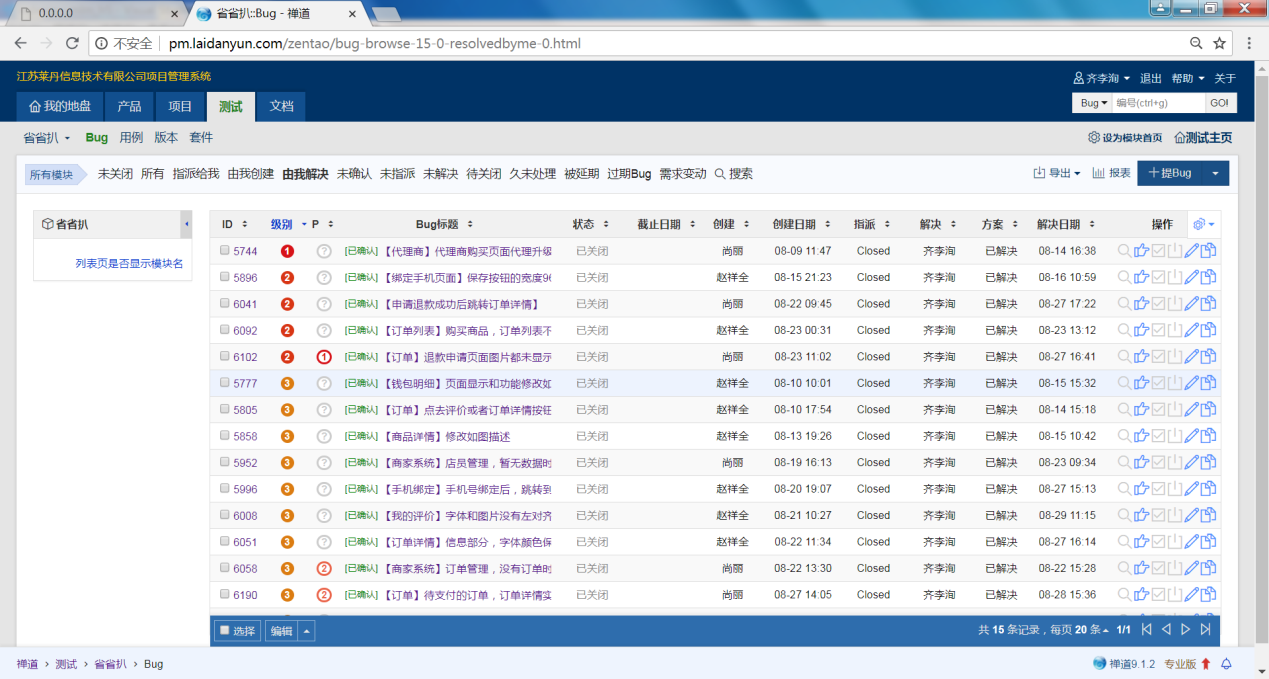 0.0.0.0 省省扒::Bug - 禅道
不安全 pm.laidanyun.com/zentao/bug-browse-15-0-resolvedbyme-0.html
江苏莱丹信息技术有限公司项目管理系统 齐李洵 退出 帮助 关于
我的地盘 产品 项目 测试 文档 Bug 编号(ctrl+g) GO!
省省扒 Bug 用例 版本 套件 设为模块首页 测试主页
所有模块 未关闭 所有 指派给我 由我创建 由我解决 未确认 未指派 未解决 待关闭 久未处理 被延期 过期Bug 需求变动 搜索 导出 报表 提Bug
省省扒
列表页是否显示模块名
ID 级别 P Bug标题 状态 截止日期 创建 创建日期 指派 解决 方案 解决日期 操作
5744 1 ? [已确认] 【代理商】代理商购买页面代理升级 已关闭 尚丽 08-09 11:47 Closed 齐李洵 已解决 08-14 16:38
5896 2 ? [已确认] 【绑定手机页面】保存按钮的宽度96 已关闭 赵祥全 08-15 21:23 Closed 齐李洵 已解决 08-16 10:59
6041 2 ? [已确认] 【申请退款成功后跳转订单详情】 已关闭 尚丽 08-22 09:45 Closed 齐李洵 已解决 08-27 17:22
6092 2 ? [已确认] 【订单列表】购买商品，订单列表不 已关闭 赵祥全 08-23 00:31 Closed 齐李洵 已解决 08-23 13:12
6102 2 1 [已确认] 【订单】退款申请页面图片都未显示 已关闭 尚丽 08-23 11:02 Closed 齐李洵 已解决 08-27 16:41
5777 3 ? [已确认] 【钱包明细】页面显示和功能修改如 已关闭 赵祥全 08-10 10:01 Closed 齐李洵 已解决 08-15 15:32
5805 3 ? [已确认] 【订单】点去评价或者订单详情按钮 已关闭 赵祥全 08-10 17:54 Closed 齐李洵 已解决 08-14 15:18
5858 3 ? [已确认] 【商品详情】修改如图描述 已关闭 赵祥全 08-13 19:26 Closed 齐李洵 已解决 08-15 10:42
5952 3 ? [已确认] 【商家系统】店员管理，暂无数据时 已关闭 尚丽 08-19 16:13 Closed 齐李洵 已解决 08-23 09:34
5996 3 ? [已确认] 【手机绑定】手机号绑定后，跳转到 已关闭 赵祥全 08-20 19:07 Closed 齐李洵 已解决 08-27 15:13
6008 3 ? [已确认] 【我的评价】字体和图片没有左对齐 已关闭 赵祥全 08-21 10:27 Closed 齐李洵 已解决 08-29 11:15
6051 3 ? [已确认] 【订单详情】信息部分，字体颜色保 已关闭 赵祥全 08-22 11:34 Closed 齐李洵 已解决 08-27 16:14
6058 3 2 [已确认] 【商家系统】订单管理，没有订单时 已关闭 尚丽 08-22 13:30 Closed 齐李洵 已解决 08-22 15:28
6190 3 2 [已确认] 【订单】待支付的订单，订单详情实 已关闭 尚丽 08-27 14:05 Closed 齐李洵 已解决 08-28 15:36
选择 编辑 共 15 条记录，每页 20 条 1/1
禅道 › 测试 › 省省扒 › Bug 禅道9.1.2 专业版